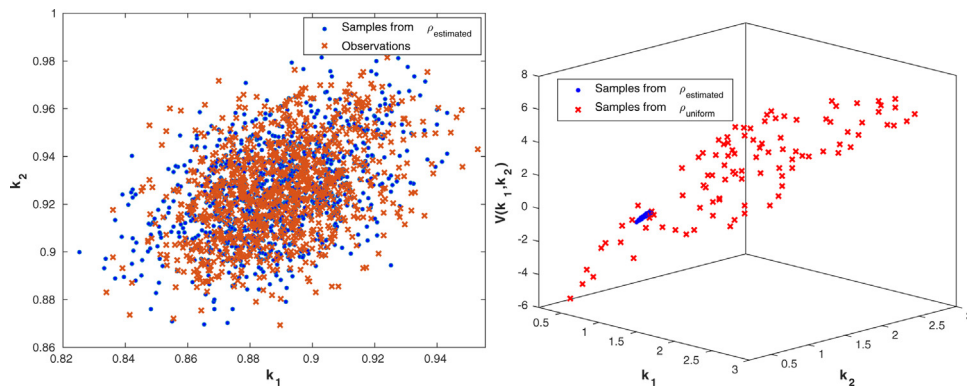 Samples from ρestimated
Observations
1
0.98
0.96
0.94
0.92
0.9
0.88
0.86
k2
0.82 0.84 0.86 0.88 0.9 0.92 0.94
k1
Samples from ρestimated
Samples from ρuniform
8
6
4
2
0
-2
-4
-6
V(k1,k2)
0.5 1 1.5 2 2.5 3
k1
0.5 1 1.5 2 2.5 3
k2